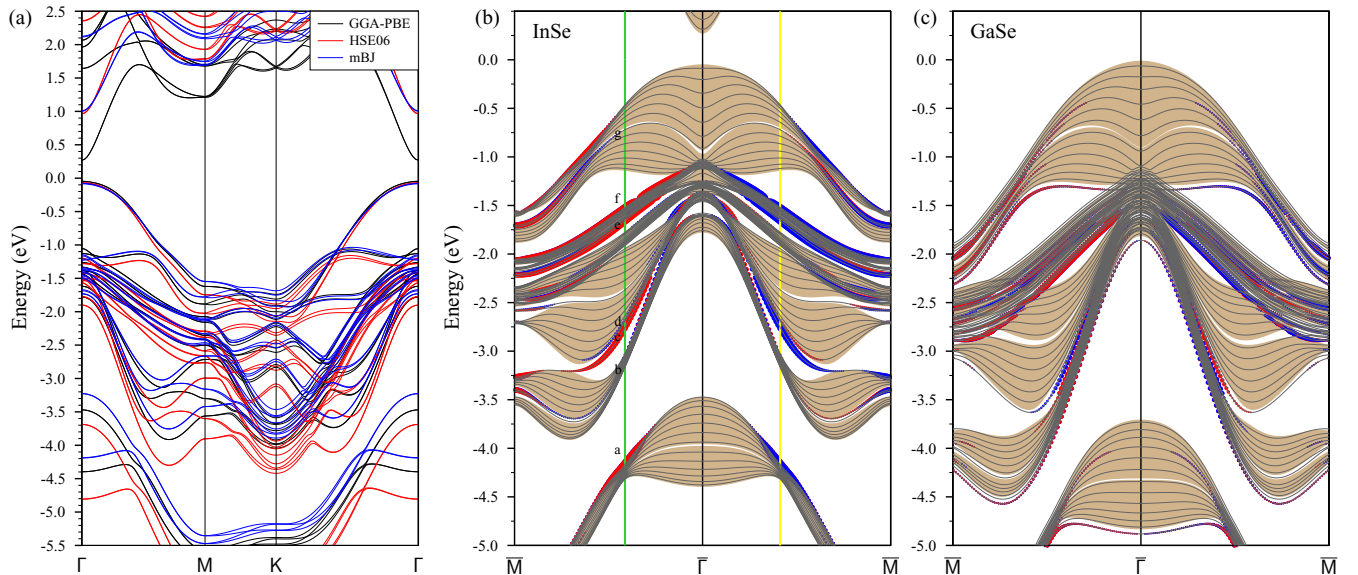 (a)
GGA-PBE
HSE06
mBJ
Energy (eV)
2.5
2.0
1.5
1.0
0.5
0.0
-0.5
-1.0
-1.5
-2.0
-2.5
-3.0
-3.5
-4.0
-4.5
-5.0
-5.5
Γ M K Γ
(b)
InSe
Energy (eV)
0.0
-0.5
-1.0
-1.5
-2.0
-2.5
-3.0
-3.5
-4.0
-4.5
-5.0
g
f
e
d
c
b
a
M̅ Γ̅ M̅
(c)
GaSe
0.0
-0.5
-1.0
-1.5
-2.0
-2.5
-3.0
-3.5
-4.0
-4.5
-5.0
M̅ Γ̅ M̅